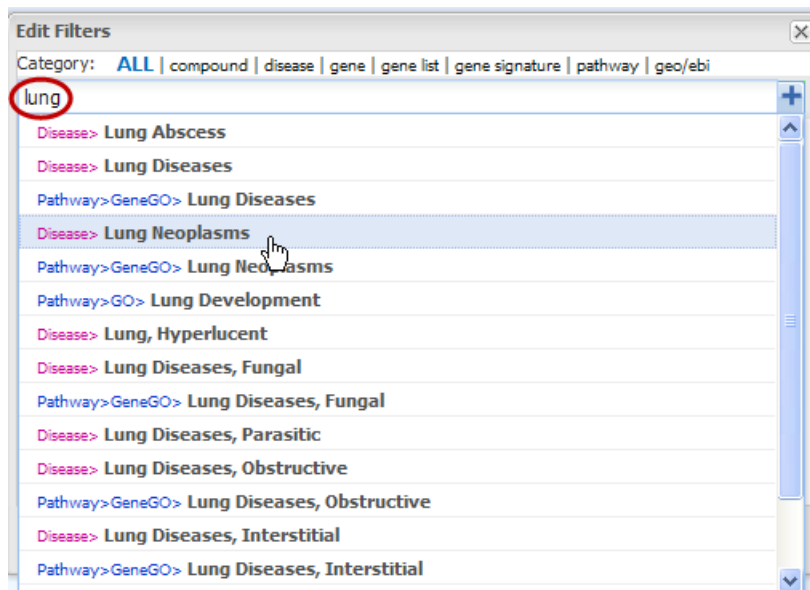 Edit Filters
Category: ALL | compound | disease | gene | gene list | gene signature | pathway | geo/ebi
lung
Disease> Lung Abscess
Disease> Lung Diseases
Pathway>GeneGO> Lung Diseases
Disease> Lung Neoplasms
Pathway>GeneGO> Lung Neoplasms
Pathway>GO> Lung Development
Disease> Lung, Hyperlucent
Disease> Lung Diseases, Fungal
Pathway>GeneGO> Lung Diseases, Fungal
Disease> Lung Diseases, Parasitic
Disease> Lung Diseases, Obstructive
Pathway>GeneGO> Lung Diseases, Obstructive
Disease> Lung Diseases, Interstitial
Pathway>GeneGO> Lung Diseases, Interstitial